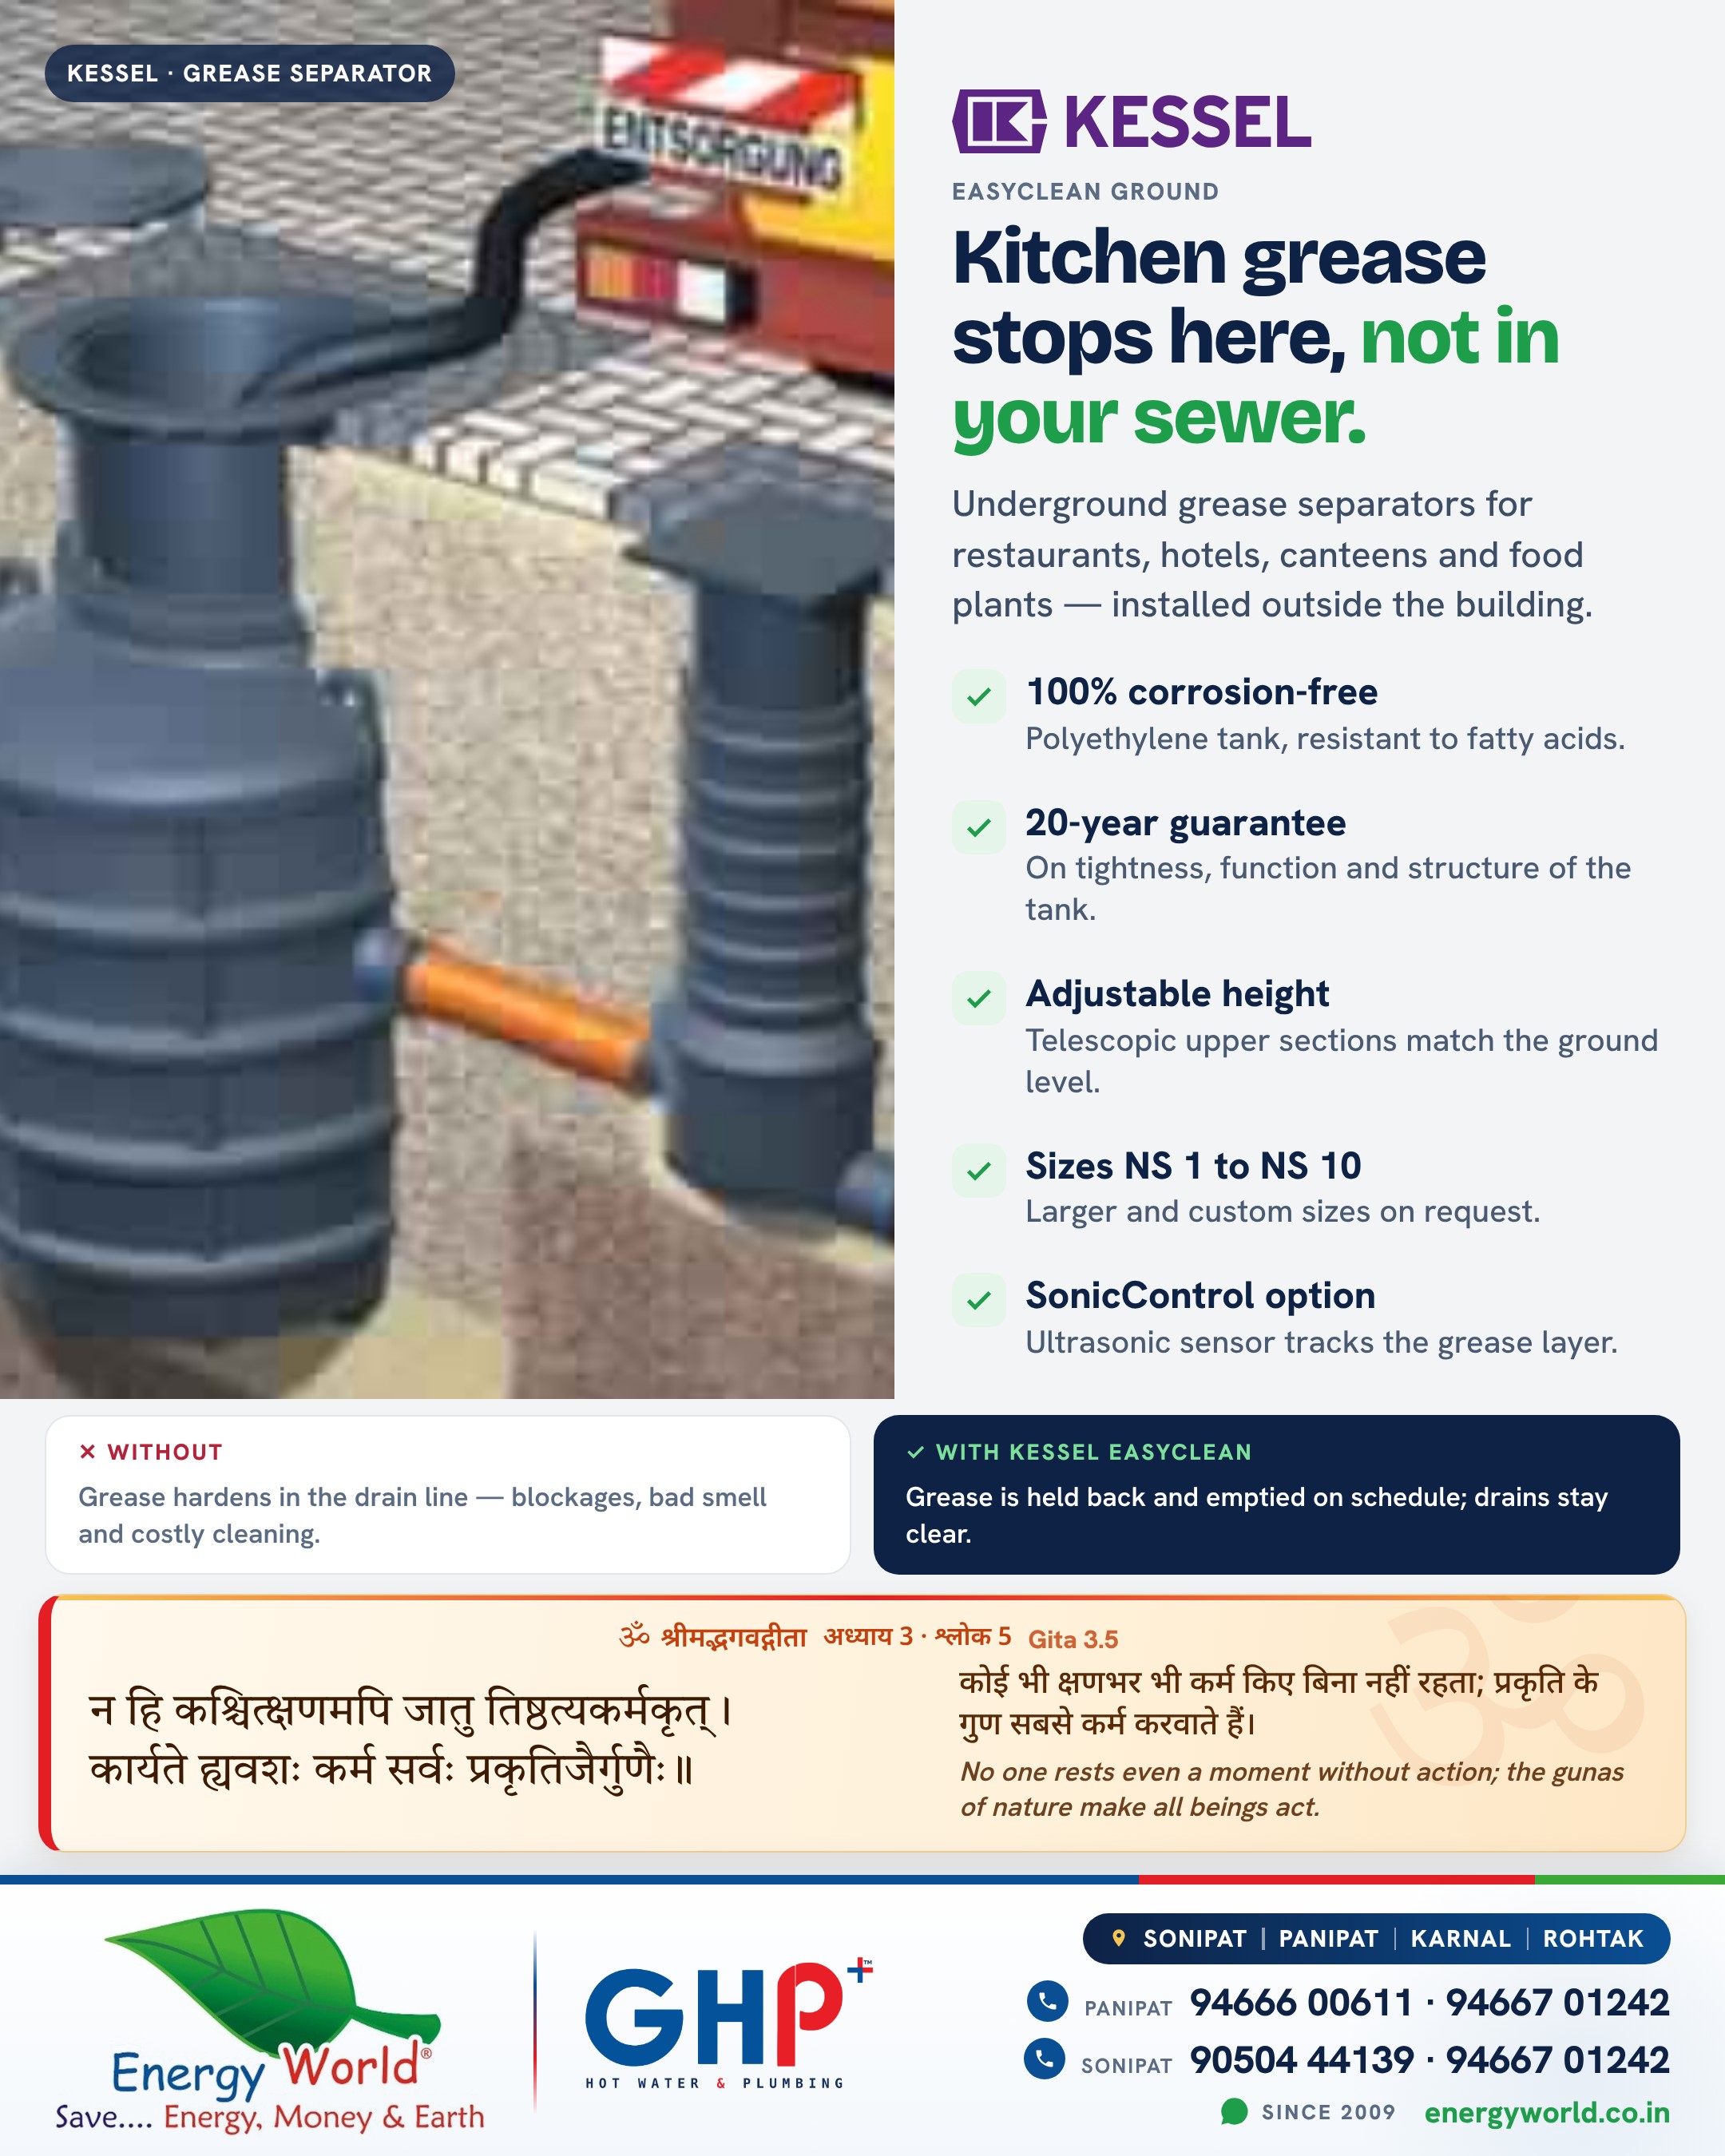 KESSEL · GREASE SEPARATOR
ENTSORGUNG
KESSEL
EASYCLEAN GROUND
Kitchen grease
stops here, not in
your sewer.
Underground grease separators for
restaurants, hotels, canteens and food
plants — installed outside the building.
100% corrosion-free
Polyethylene tank, resistant to fatty acids.
20-year guarantee
On tightness, function and structure of the
tank.
Adjustable height
Telescopic upper sections match the ground
level.
Sizes NS 1 to NS 10
Larger and custom sizes on request.
SonicControl option
Ultrasonic sensor tracks the grease layer.
✕ WITHOUT
Grease hardens in the drain line — blockages, bad smell
and costly cleaning.
✓ WITH KESSEL EASYCLEAN
Grease is held back and emptied on schedule; drains stay
clear.
ॐ श्रीमद्भगवद्गीता अध्याय 3 · श्लोक 5 Gita 3.5
न हि कश्चित्क्षणमपि जातु तिष्ठत्यकर्मकृत्।
कार्यते ह्यवशः कर्म सर्वः प्रकृतिजैर्गुणैः॥
कोई भी क्षणभर भी कर्म किए बिना नहीं रहता; प्रकृति के
गुण सबसे कर्म करवाते हैं।
No one rests even a moment without action; the gunas
of nature make all beings act.
Energy World®
Save.... Energy, Money & Earth
GHP+™
HOT WATER & PLUMBING
SONIPAT | PANIPAT | KARNAL | ROHTAK
PANIPAT 94666 00611 · 94667 01242
SONIPAT 90504 44139 · 94667 01242
SINCE 2009 energyworld.co.in